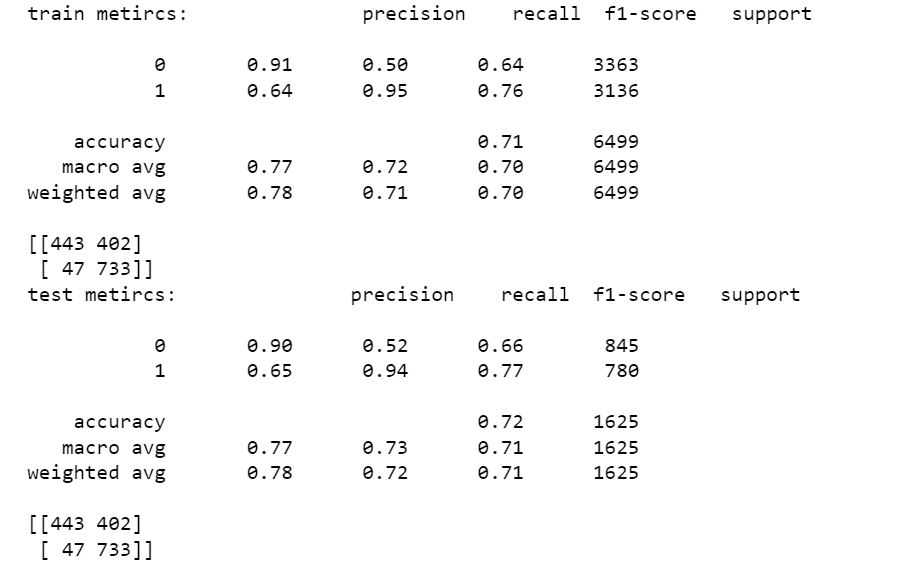 train metircs:               precision    recall  f1-score   support

           0       0.91      0.50      0.64      3363
           1       0.64      0.95      0.76      3136

    accuracy                           0.71      6499
   macro avg       0.77      0.72      0.70      6499
weighted avg       0.78      0.71      0.70      6499

[[443 402]
 [ 47 733]]
test metircs:               precision    recall  f1-score   support

           0       0.90      0.52      0.66       845
           1       0.65      0.94      0.77       780

    accuracy                           0.72      1625
   macro avg       0.77      0.73      0.71      1625
weighted avg       0.78      0.72      0.71      1625

[[443 402]
 [ 47 733]]